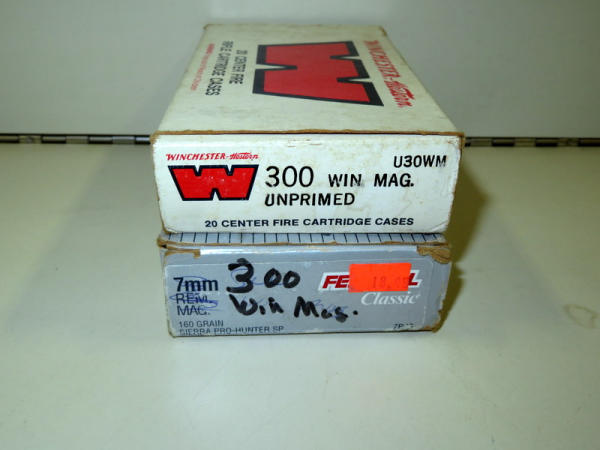 WINCHESTER-Western
20 CENTER FIRE
RIFLE CARTRIDGE CASES
WINCHESTER-Western
U30WM
300 WIN MAG.
UNPRIMED
20 CENTER FIRE CARTRIDGE CASES
7mm
REM.
MAG.
300
Win Mag.
Classic
160 GRAIN
SIERRA PRO-HUNTER SP